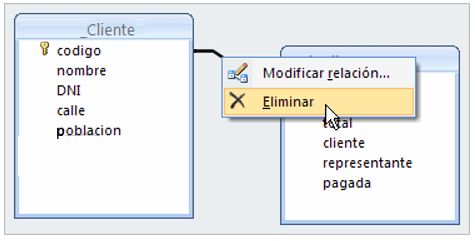 _Cliente
codigo
nombre
DNI
calle
poblacion
Modificar relación...
Eliminar
total
cliente
representante
pagada